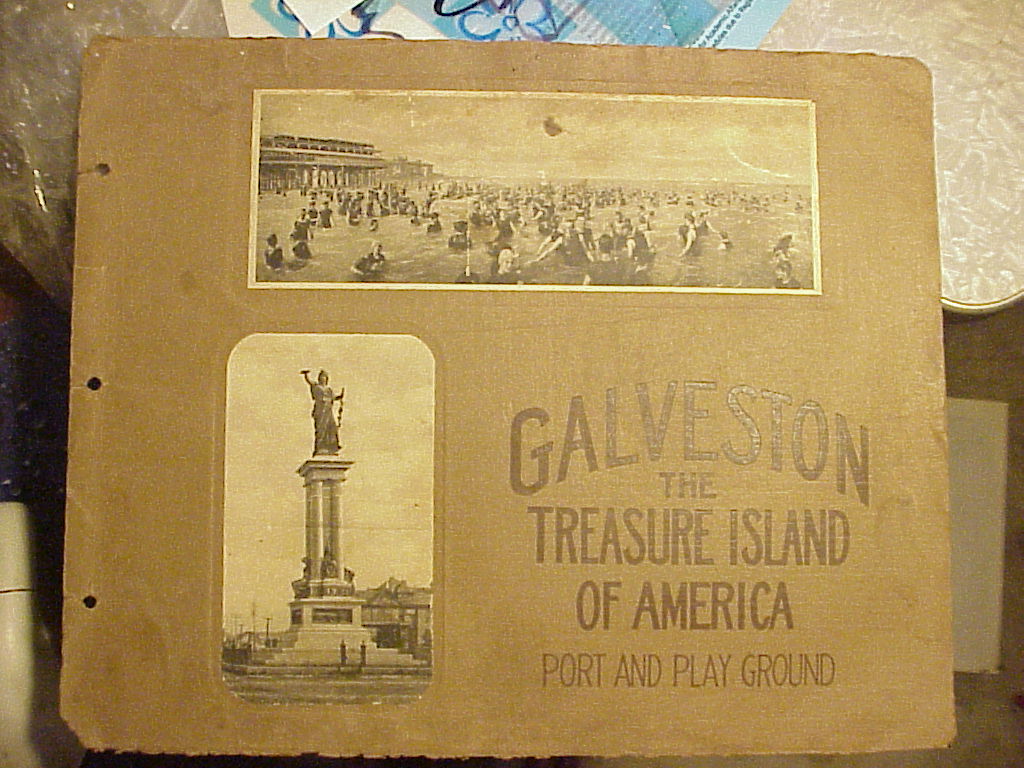 GALVESTON
THE
TREASURE ISLAND
OF AMERICA
PORT AND PLAY GROUND